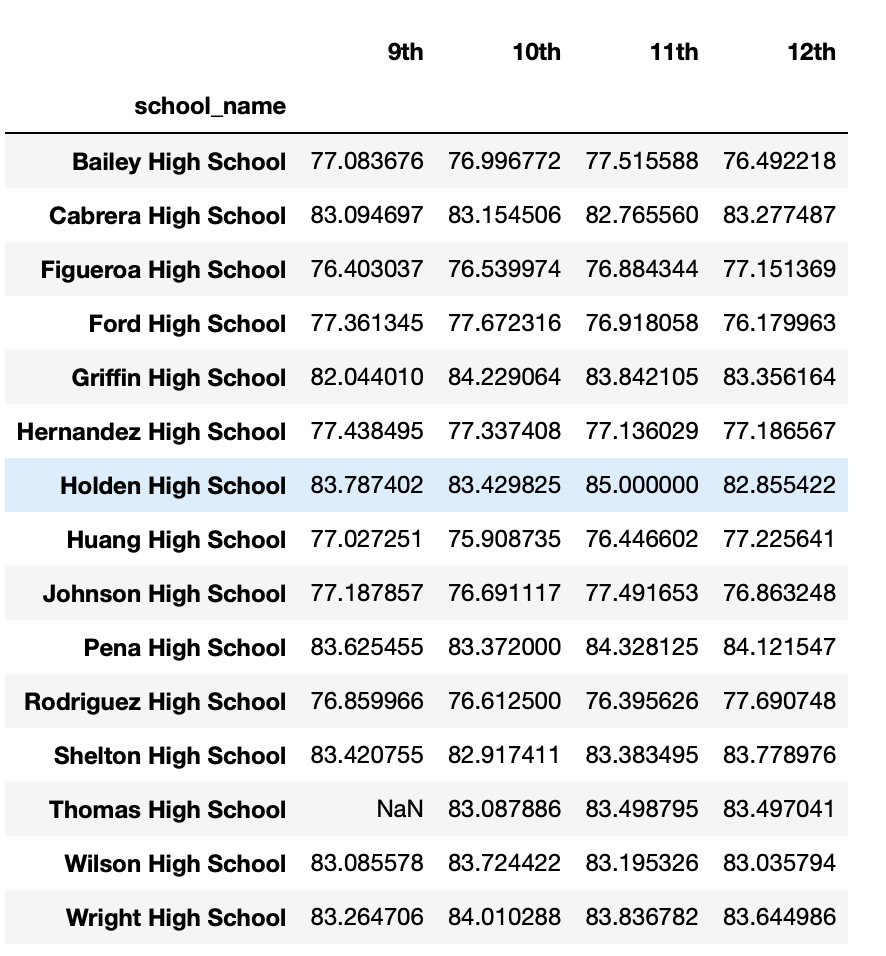 9th 10th 11th 12th
school_name
Bailey High School 77.083676 76.996772 77.515588 76.492218
Cabrera High School 83.094697 83.154506 82.765560 83.277487
Figueroa High School 76.403037 76.539974 76.884344 77.151369
Ford High School 77.361345 77.672316 76.918058 76.179963
Griffin High School 82.044010 84.229064 83.842105 83.356164
Hernandez High School 77.438495 77.337408 77.136029 77.186567
Holden High School 83.787402 83.429825 85.000000 82.855422
Huang High School 77.027251 75.908735 76.446602 77.225641
Johnson High School 77.187857 76.691117 77.491653 76.863248
Pena High School 83.625455 83.372000 84.328125 84.121547
Rodriguez High School 76.859966 76.612500 76.395626 77.690748
Shelton High School 83.420755 82.917411 83.383495 83.778976
Thomas High School NaN 83.087886 83.498795 83.497041
Wilson High School 83.085578 83.724422 83.195326 83.035794
Wright High School 83.264706 84.010288 83.836782 83.644986